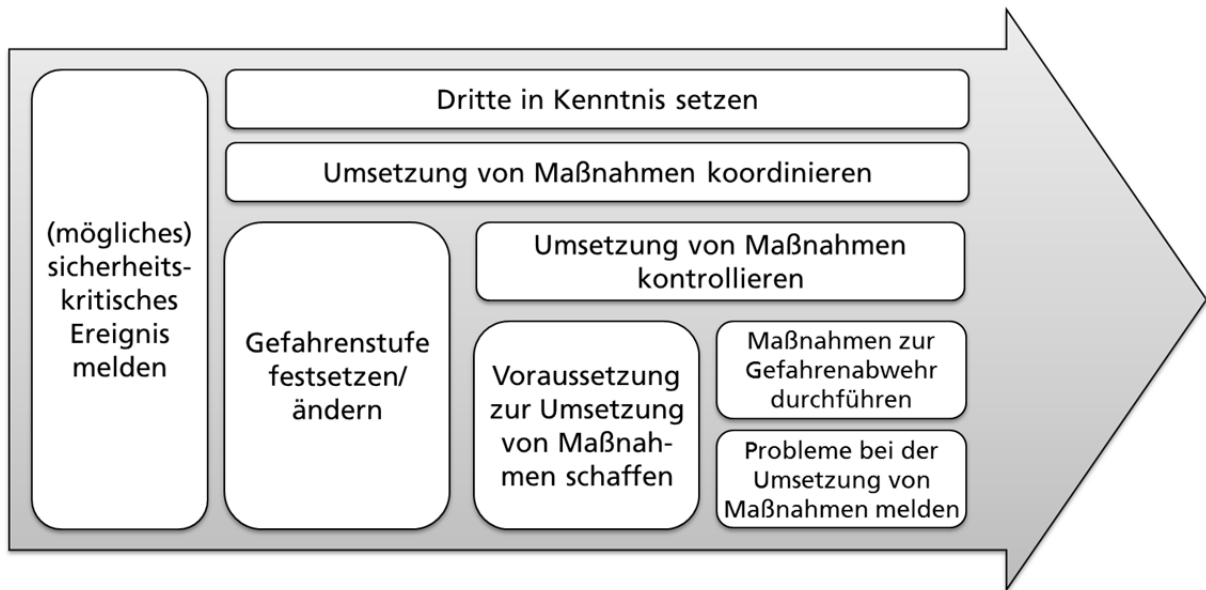 (mögliches)
sicherheits-
kritisches
Ereignis
melden
Dritte in Kenntnis setzen
Umsetzung von Maßnahmen koordinieren
Gefahrenstufe
festsetzen/
ändern
Umsetzung von Maßnahmen
kontrollieren
Voraussetzung
zur Umsetzung
von Maßnah-
men schaffen
Maßnahmen zur
Gefahrenabwehr
durchführen
Probleme bei der
Umsetzung von
Maßnahmen melden